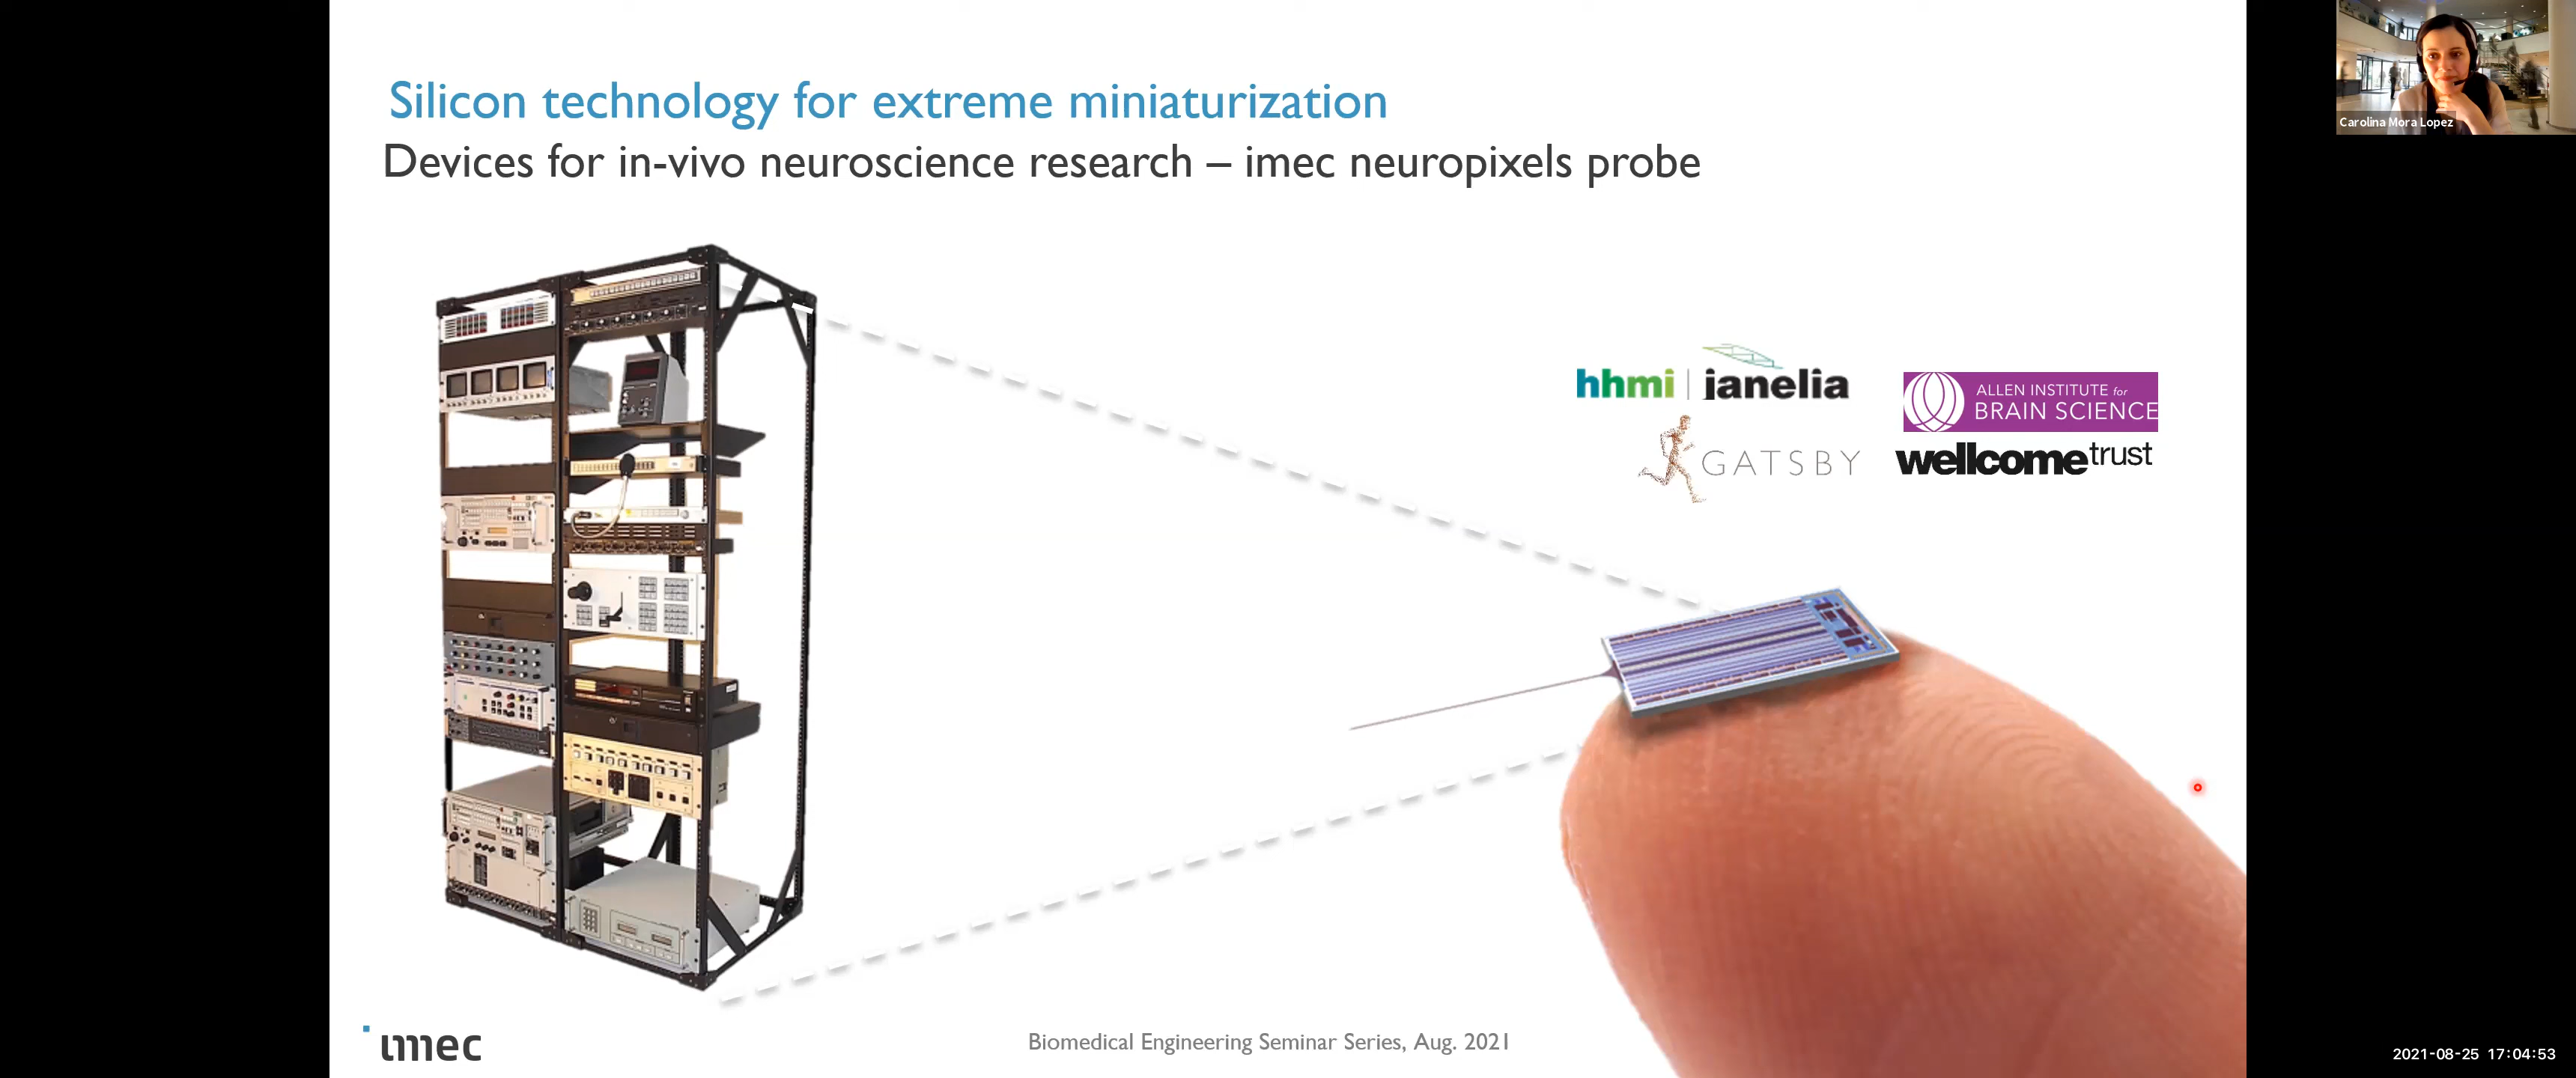 Silicon technology for extreme miniaturization
Devices for in-vivo neuroscience research – imec neuropixels probe
Carolina Mora Lopez
hhmi | janelia
ALLEN INSTITUTE for
BRAIN SCIENCE
GATSBY
wellcometrust
imec
Biomedical Engineering Seminar Series, Aug. 2021
2021-08-25 17:04:53